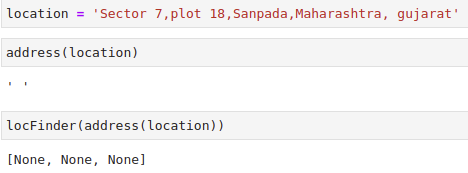 location = 'Sector 7,plot 18,Sanpada,Maharashtra, gujarat'
address(location)
' '
locFinder(address(location))
[None, None, None]